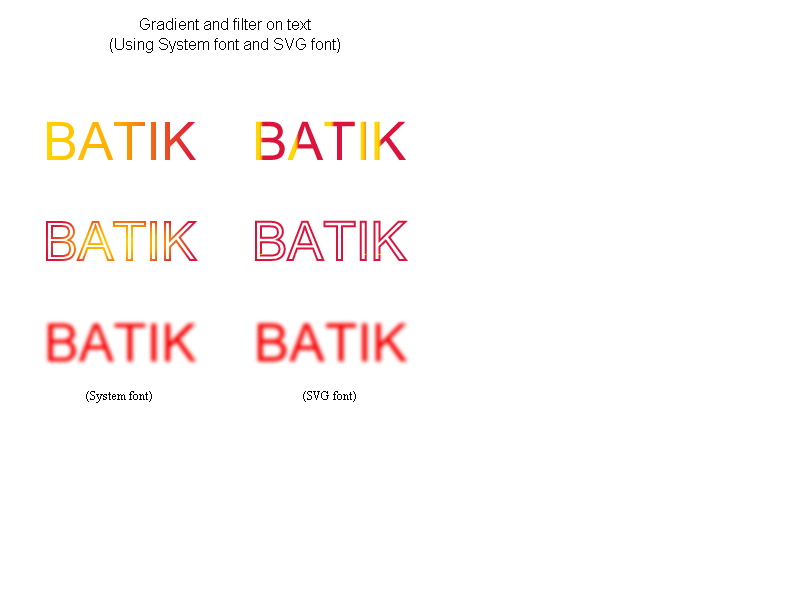 Gradient and filter on text
(Using System font and SVG font)
BATIK BATIK
BATIK BATIK
BATIK BATIK
(System font) (SVG font)